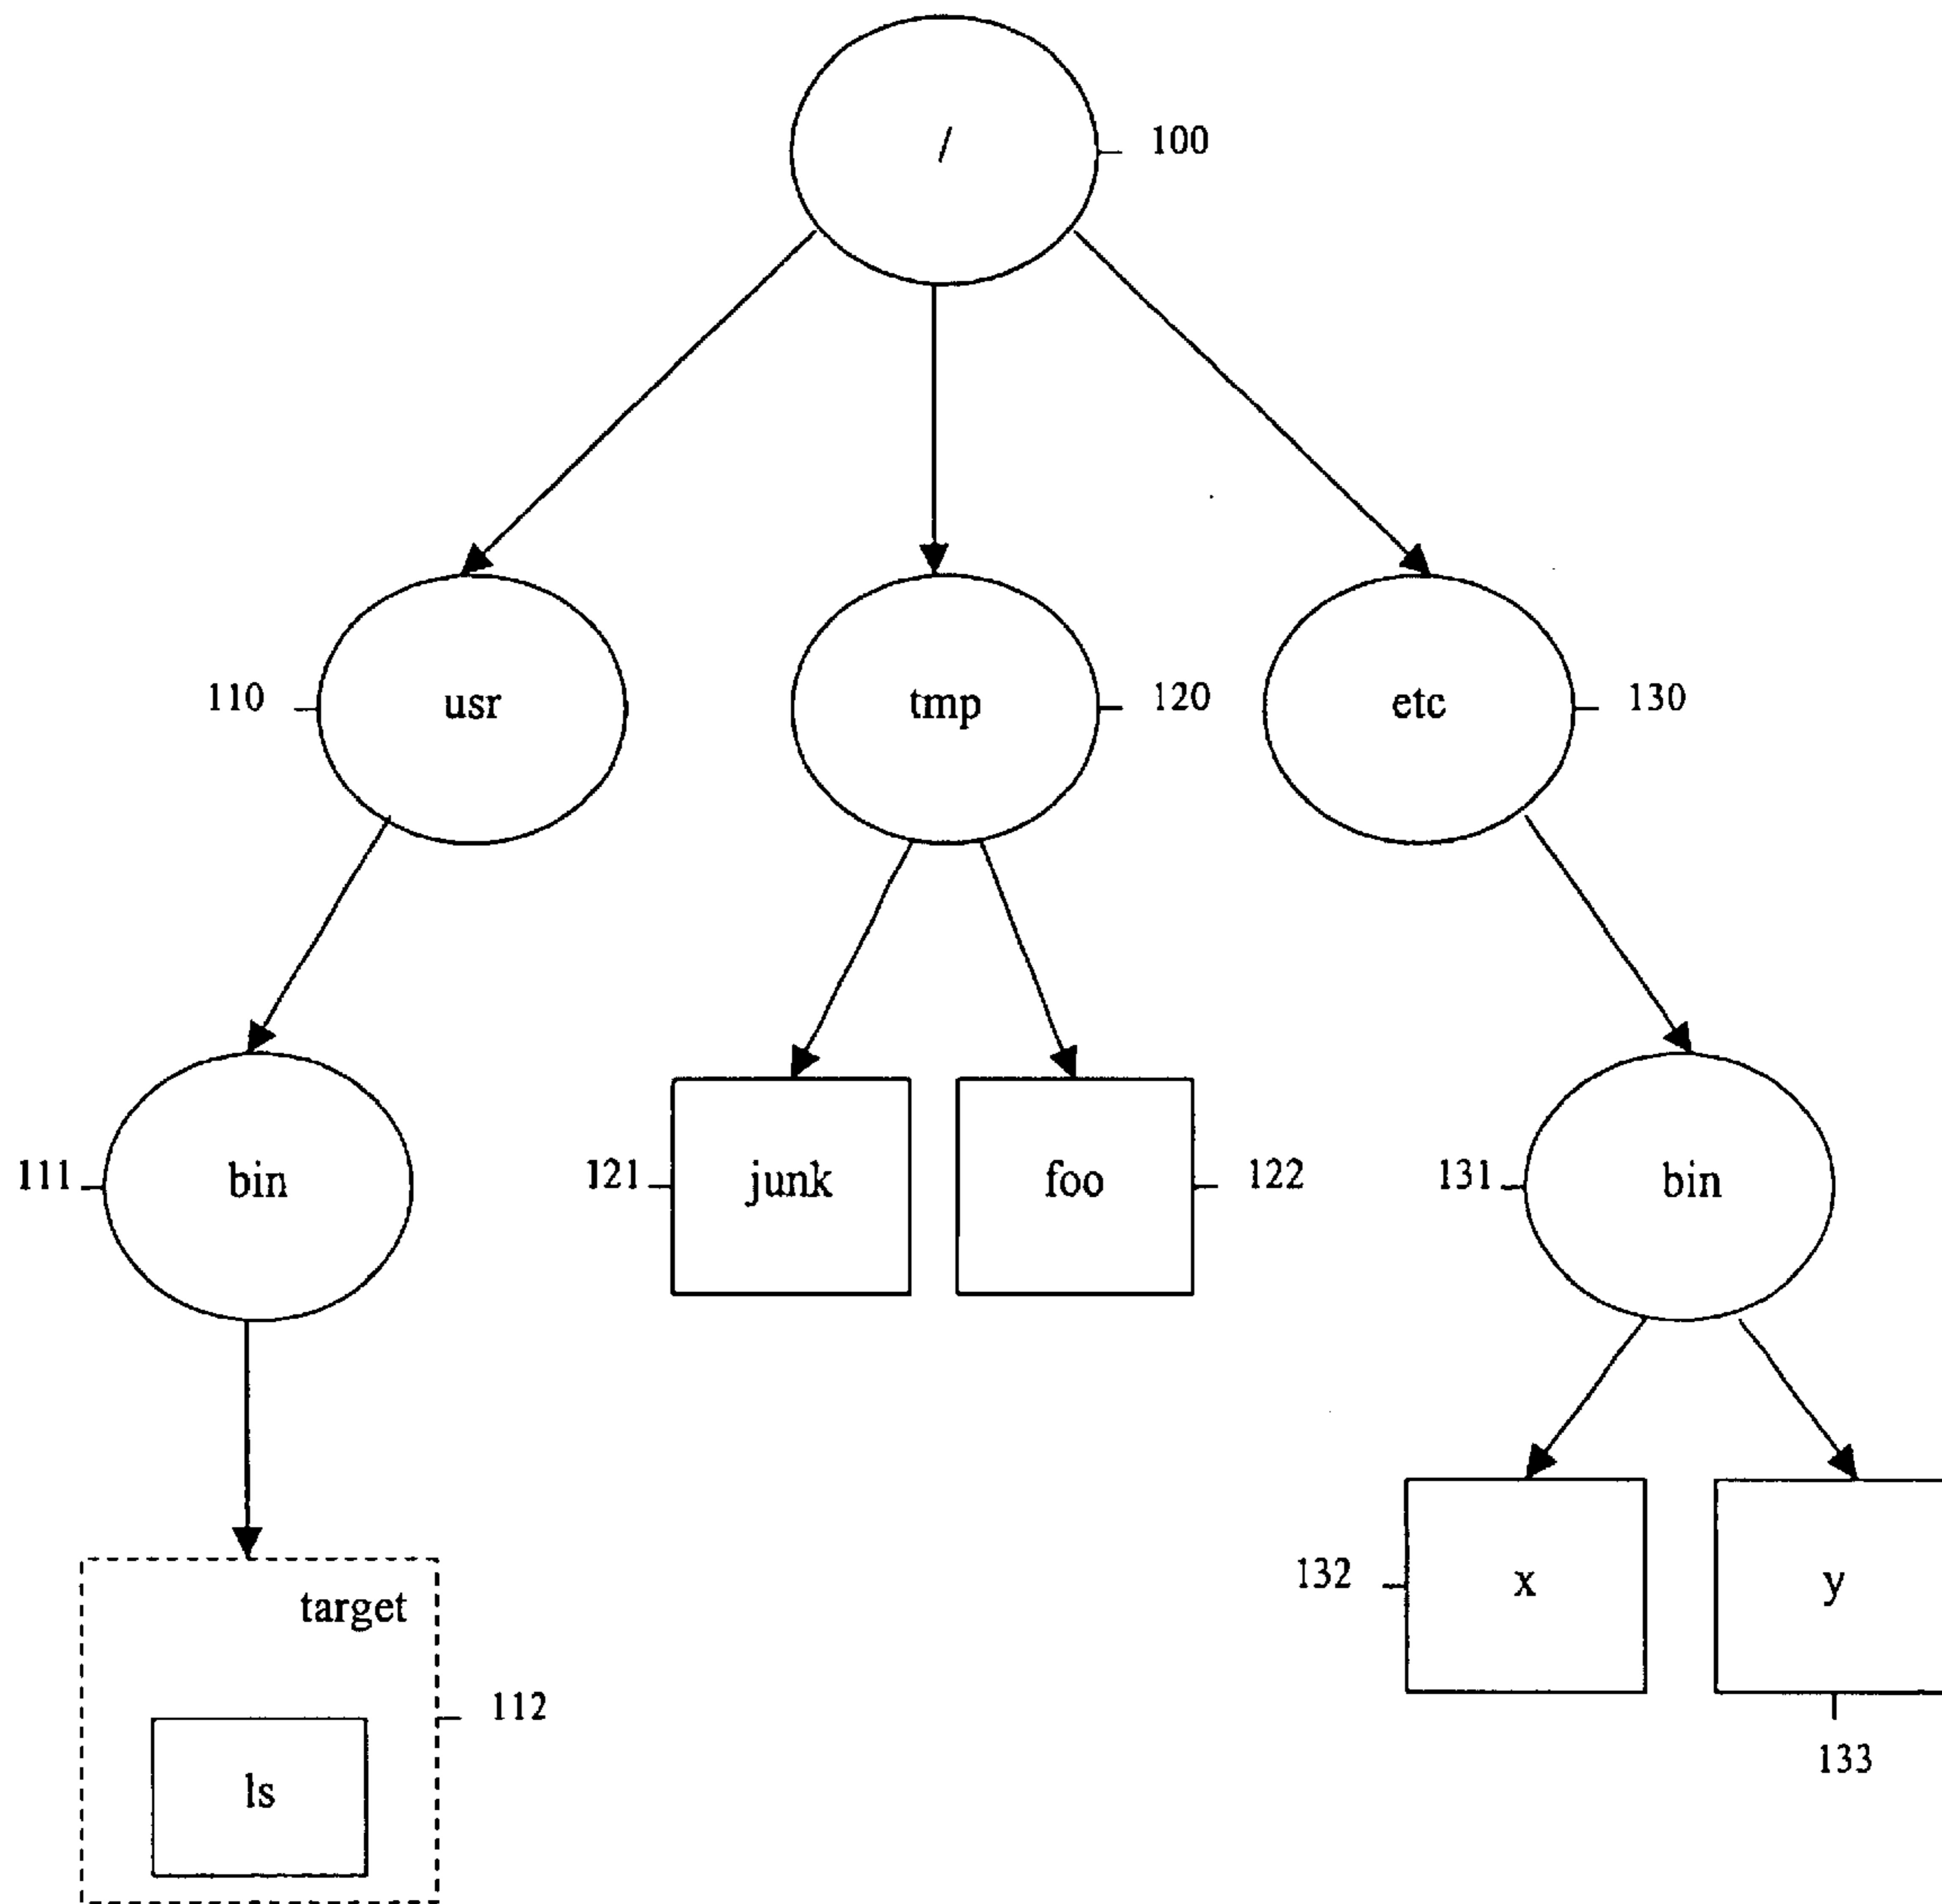 /
100
110
usr
tmp
120
etc
130
111
bin
121
junk
foo
122
131
bin
target
112
ls
132
x
y
133